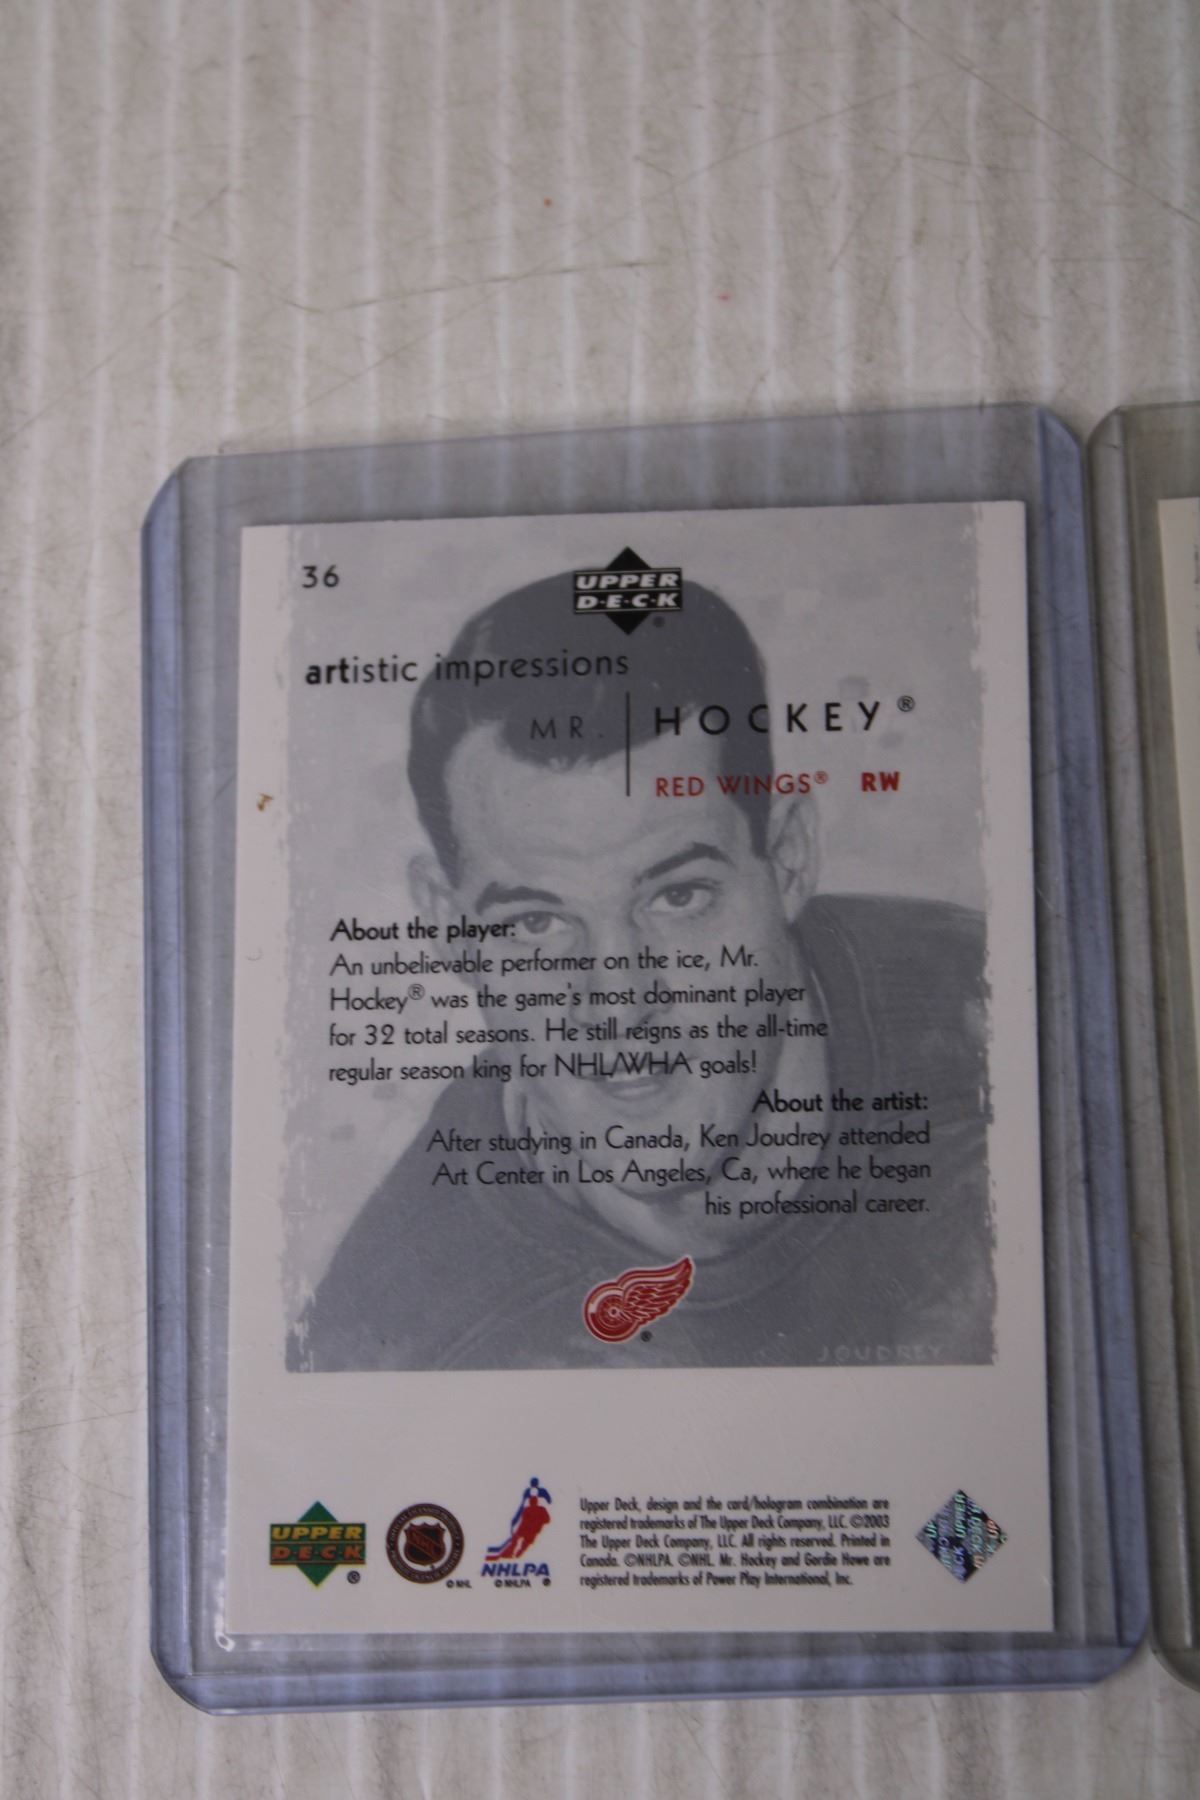 36
UPPER
D·E·C·K
®
artistic impressions
MR. HOCKEY®
RED WINGS® RW
About the player:
An unbelievable performer on the ice, Mr.
Hockey® was the game's most dominant player
for 32 total seasons. He still reigns as the all-time
regular season king for NHL/WHA goals!
About the artist:
After studying in Canada, Ken Joudrey attended
Art Center in Los Angeles, Ca, where he began
his professional career.
®
JOUDREY
UPPER
D·E·C·K
®
NHL
© NHL
NHLPA
© NHLPA ®
Upper Deck, design and the card/hologram combination are
registered trademarks of The Upper Deck Company, LLC. ©2003
The Upper Deck Company, LLC. All rights reserved. Printed in
Canada. ©NHLPA. ©NHL. Mr. Hockey and Gordie Howe are
registered trademarks of Power Play International, Inc.